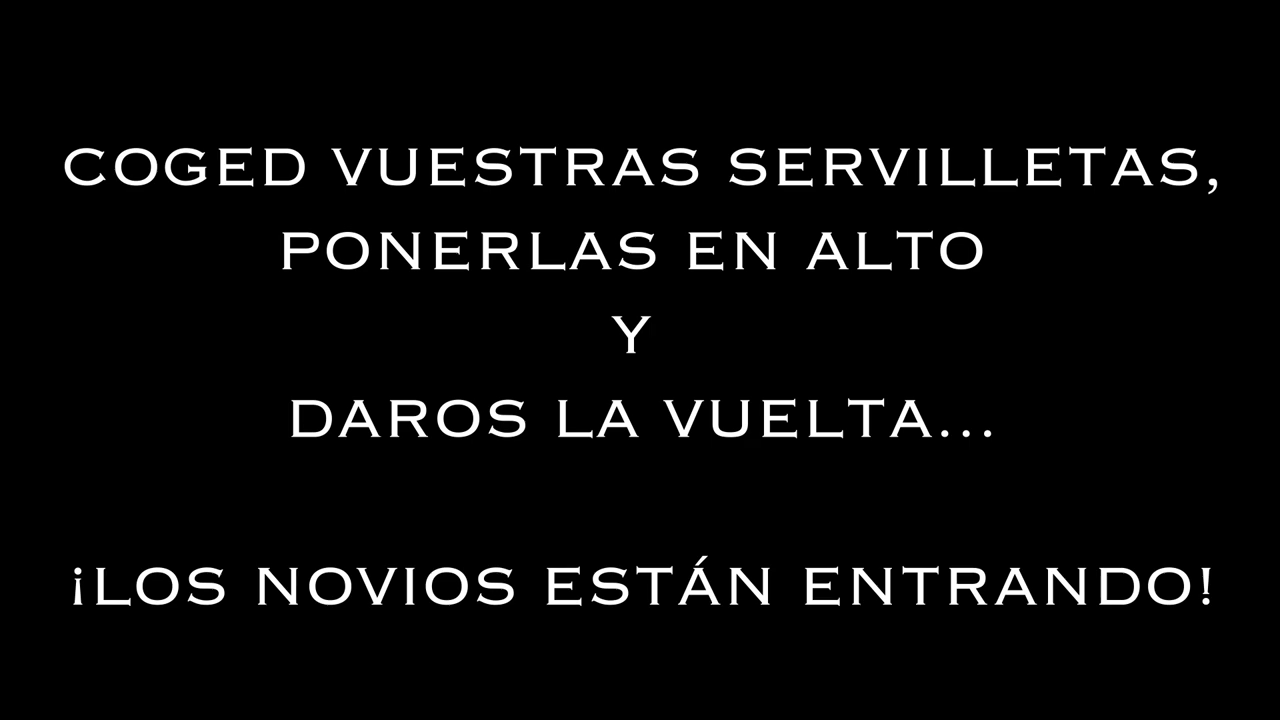 COGED VUESTRAS SERVILLETAS,
PONERLAS EN ALTO
Y
DAROS LA VUELTA...
¡LOS NOVIOS ESTÁN ENTRANDO!